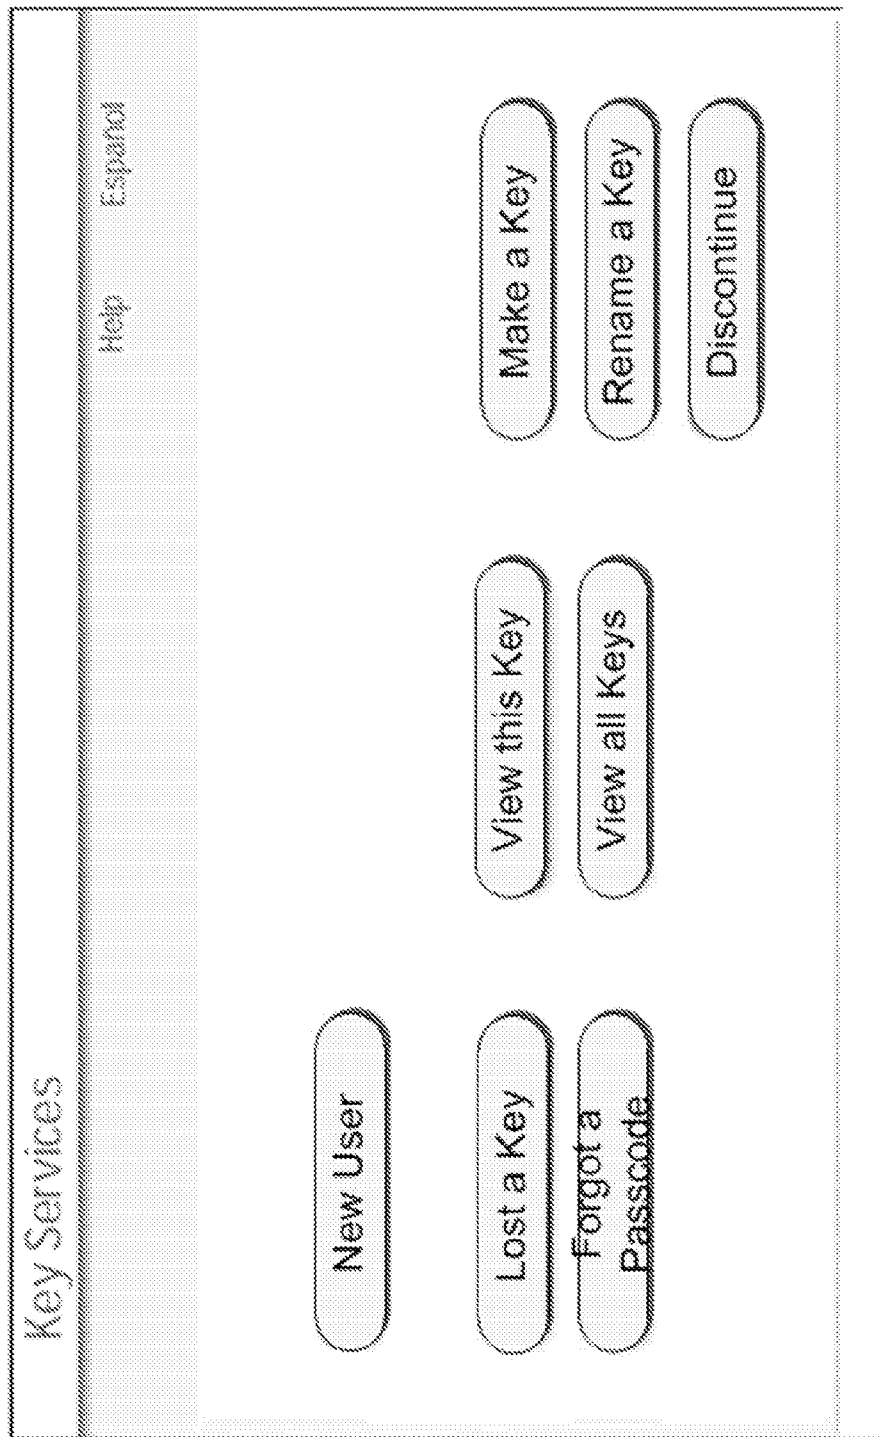 Key Services
Help
Español
New User
Lost a Key
View this Key
Make a Key
Forgot a
Passcode
View all Keys
Rename a Key
Discontinue